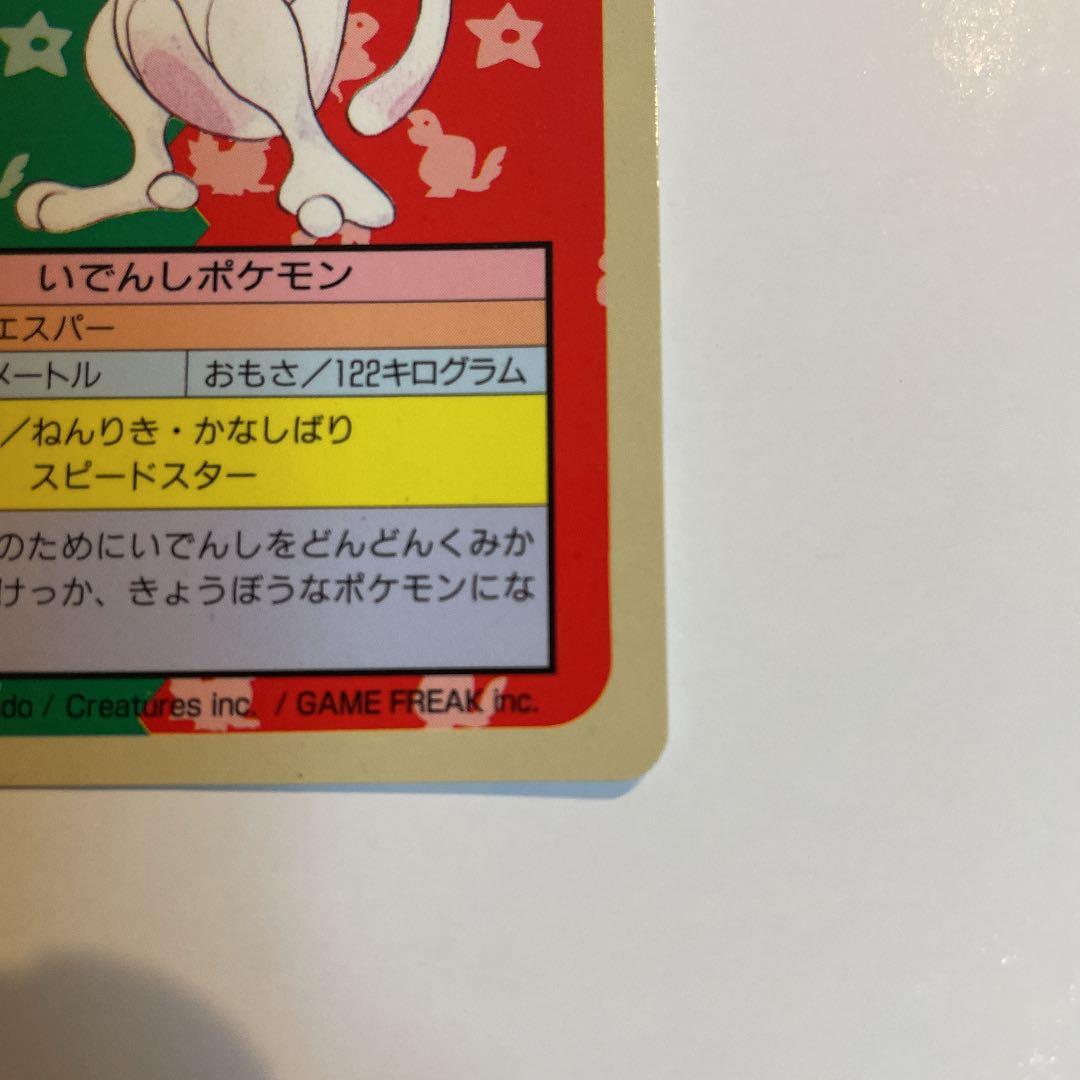 いでんしポケモン
エスパー
メートル おもさ／122キログラム
／ねんりき・かなしばり
スピードスター
のためにいでんしをどんどんくみか
けっか、きょうぼうなポケモンにな
do / Creatures inc. / GAME FREAK inc.